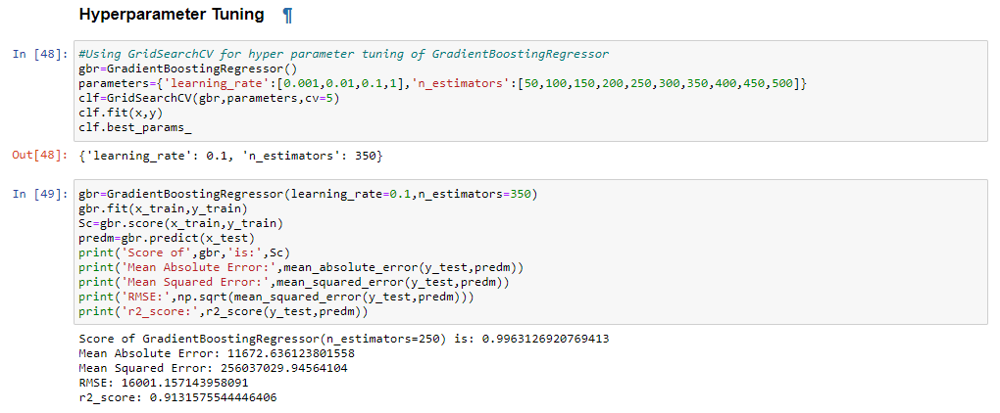 Hyperparameter Tuning ¶
In [48]: #Using GridSearchCV for hyper parameter tuning of GradientBoostingRegressor
gbr=GradientBoostingRegressor()
parameters={'learning_rate':[0.001,0.01,0.1,1],'n_estimators':[50,100,150,200,250,300,350,400,450,500]}
clf=GridSearchCV(gbr,parameters,cv=5)
clf.fit(x,y)
clf.best_params_
Out[48]: {'learning_rate': 0.1, 'n_estimators': 350}
In [49]: gbr=GradientBoostingRegressor(learning_rate=0.1,n_estimators=350)
gbr.fit(x_train,y_train)
Sc=gbr.score(x_train,y_train)
predm=gbr.predict(x_test)
print('Score of',gbr,'is:',Sc)
print('Mean Absolute Error:',mean_absolute_error(y_test,predm))
print('Mean Squared Error:',mean_squared_error(y_test,predm))
print('RMSE:',np.sqrt(mean_squared_error(y_test,predm)))
print('r2_score:',r2_score(y_test,predm))
Score of GradientBoostingRegressor(n_estimators=250) is: 0.9963126920769413
Mean Absolute Error: 11672.636123801558
Mean Squared Error: 256037029.94564104
RMSE: 16001.157143958091
r2_score: 0.9131575544446406